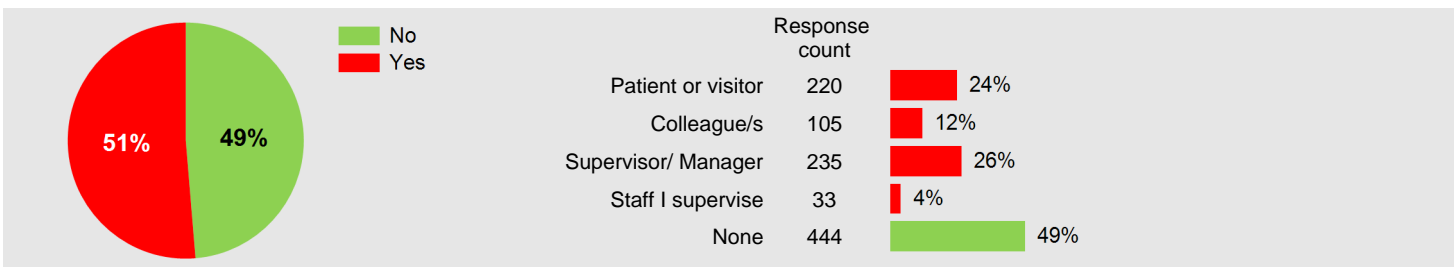 No
Yes
51%
49%
Response
count
Patient or visitor 220 24%
Colleague/s 105 12%
Supervisor/ Manager 235 26%
Staff I supervise 33 4%
None 444 49%